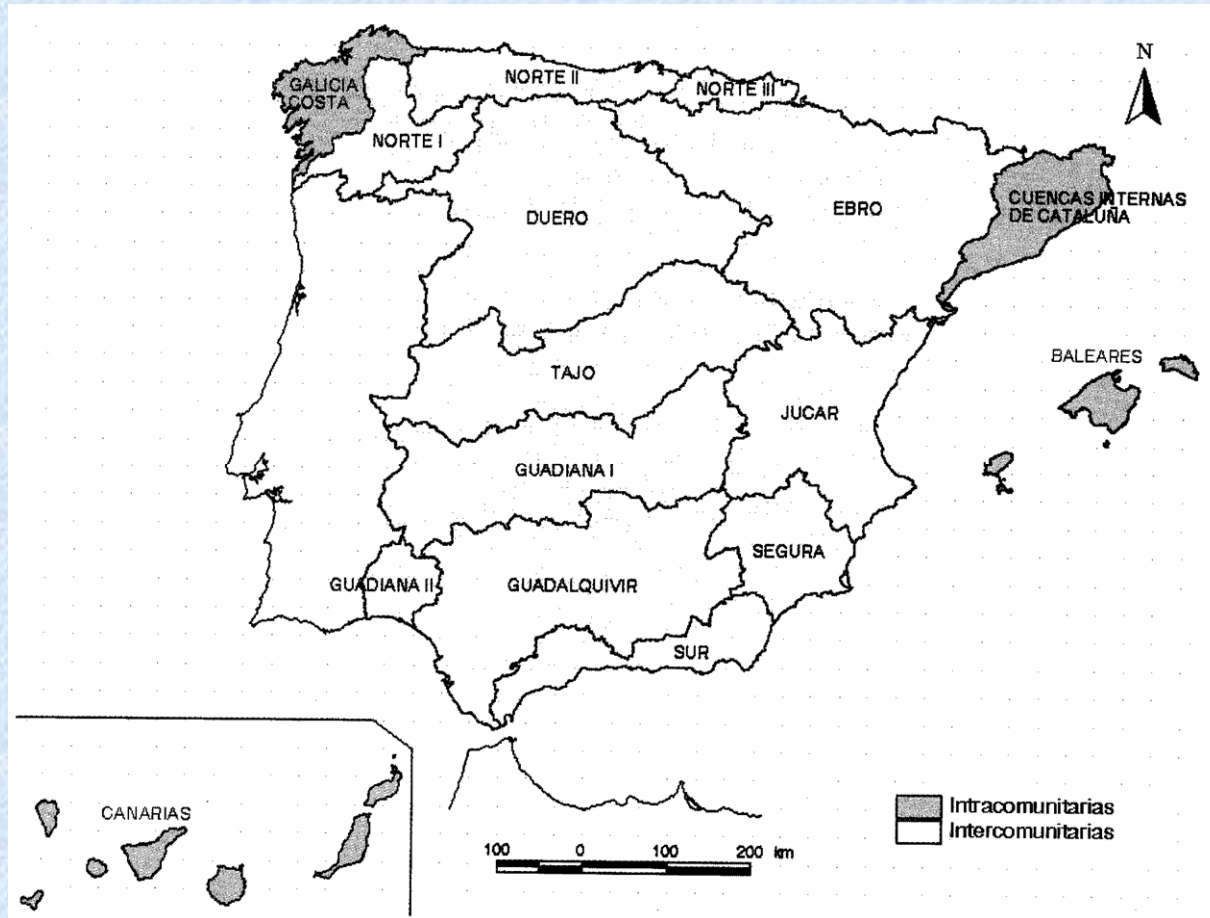 N
GALICIA
COSTA
NORTE II
NORTE III
NORTE I
DUERO
EBRO
CUENCAS INTERNAS
DE CATALUÑA
TAJO
BALEARES
JUCAR
GUADIANA I
SEGURA
GUADIANA II
GUADALQUIVIR
SUR
CANARIAS
Intracomunitarias
Intercomunitarias
100 0 100 200 km